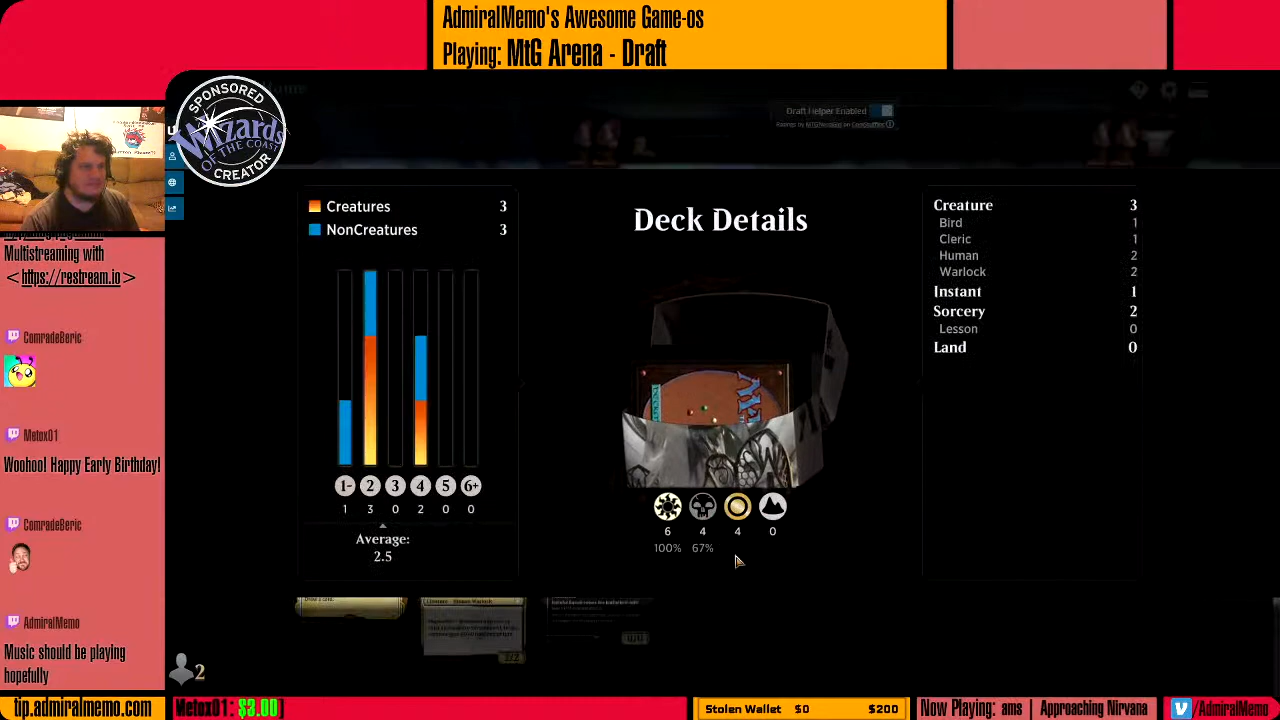 AdmiralMemo's Awesome Game-os
Playing: MtG Arena - Draft
SPONSORED
Wizards
OF THE COAST
CREATOR
Draft Helper Enabled
Multistreaming with
<https://restream.io>
ComradeBeric
Metox01
Woohoo! Happy Early Birthday!
ComradeBeric
AdmiralMemo
Music should be playing
hopefully
Creatures 3
NonCreatures 3
1- 2 3 4 5 6+
1 3 0 2 0 0
Average:
2.5
Deck Details
6 4 4 0
100% 67%
Creature 3
Bird 1
Cleric 1
Human 2
Warlock 2
Instant 1
Sorcery 2
Lesson 0
Land 0
2
tip.admiralmemo.com
Metox01: $3.00
Stolen Wallet $0 $200
Now Playing: ams | Approaching Nirvana
/AdmiralMemo